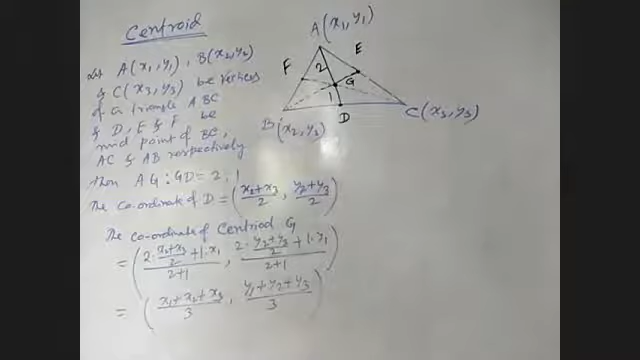 Centroid
Let A(x₁,y₁), B(x₂,y₂)
& C(x₃,y₃) be vertices
of a triangle ABC
& D, E & F be
mid point of BC,
AC & AB respectively
Then AG : GD = 2 : 1
The co-ordinate of D = (x₂+x₃/2, y₂+y₃/2)
The co-ordinate of Centriod G
= (2·x₂+x₃/2+1·x₁/2+1, 2·y₂+y₃/2+1·y₁/2+1)
= (x₁+x₂+x₃/3, y₁+y₂+y₃/3)
A(x₁,y₁)
E
F
2
G
1
D
B(x₂,y₂)
C(x₃,y₃)